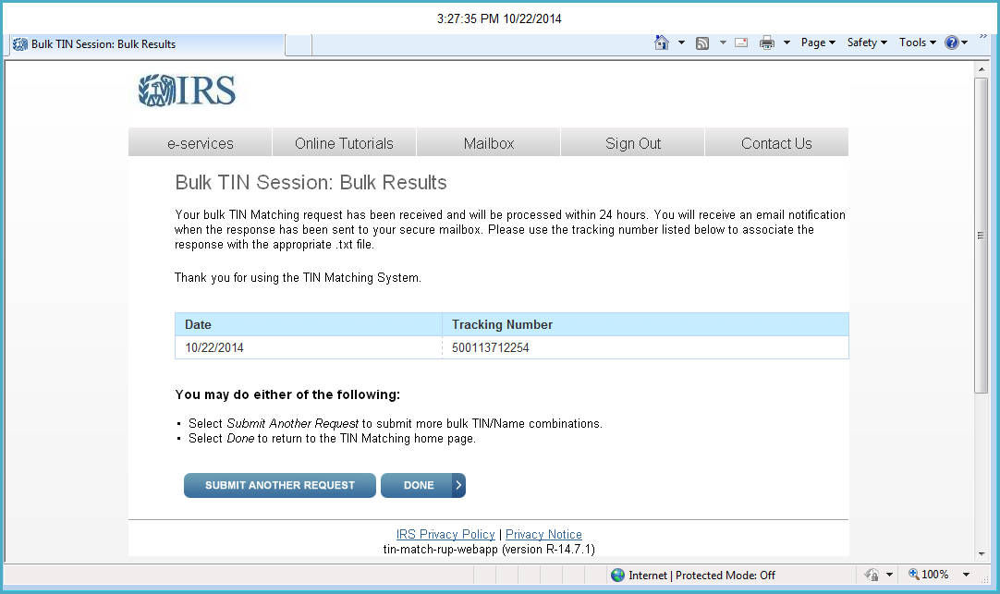 3:27:35 PM 10/22/2014
Bulk TIN Session: Bulk Results
Page Safety Tools
IRS
e-services Online Tutorials Mailbox Sign Out Contact Us
Bulk TIN Session: Bulk Results
Your bulk TIN Matching request has been received and will be processed within 24 hours. You will receive an email notification
when the response has been sent to your secure mailbox. Please use the tracking number listed below to associate the
response with the appropriate .txt file.
Thank you for using the TIN Matching System.
Date Tracking Number
10/22/2014 500113712254
You may do either of the following:
• Select Submit Another Request to submit more bulk TIN/Name combinations.
• Select Done to return to the TIN Matching home page.
SUBMIT ANOTHER REQUEST DONE >
IRS Privacy Policy | Privacy Notice
tin-match-rup-webapp (version R-14.7.1)
Internet | Protected Mode: Off 100%